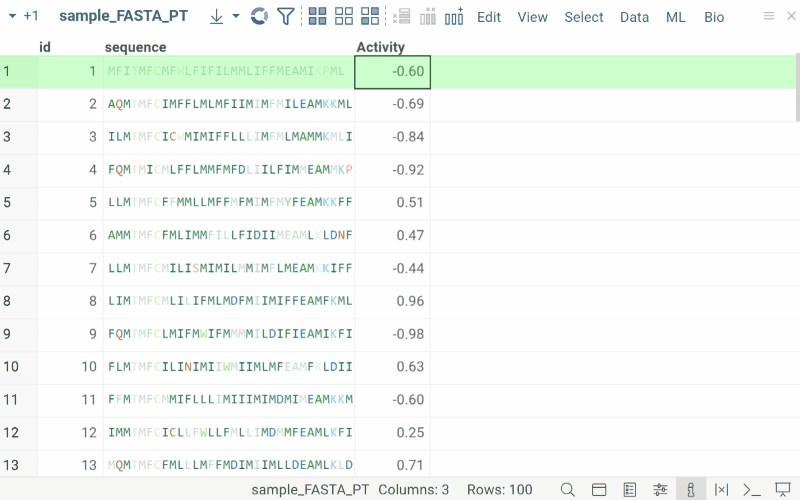 +1 sample_FASTA_PT Edit View Select Data ML Bio
id sequence Activity
1 1 MFITMFCMFWLFIFILMMLIFFMEAMIKPML -0.60
2 2 AQMTMFCIMFFLMLMFIIMIMFMILEAMKKML -0.69
3 3 ILMTMFCICWMIMIFFLLLIMFMLMAMMKMLI -0.84
4 4 FQMTMICMLFFLMMFMFDLIILFIMMEAMMKP -0.92
5 5 LLMTMFCFFMMLLMFFMFMIMFMYFEAMKKFF 0.51
6 6 AMMTMFCMFMLIMMFILLFIDIIMEAMLKLDNF 0.47
7 7 LLMTMFCMILISMIMILMMIMFLMEAMKKIFF -0.44
8 8 LIMTMFCMLILIFMLMDFMIIMIFFEAMFKML 0.96
9 9 FQMTMFCLMIFMWIFMMMMILDIFIEAMIKFI -0.98
10 10 FLMTMFCILINIMIIWMIIMLMFEAMFKLDII 0.63
11 11 FFMTMFCMMIFLLLIMIIIMIMDMIMEAMKKM -0.60
12 12 IMMTMFCICLLFWLLFMLLIMDMMFEAMLKFI 0.25
13 13 MQMTMFCFMLLLMFFMDIMIIMLLDEAMLKLD 0.71
sample_FASTA_PT Columns: 3 Rows: 100